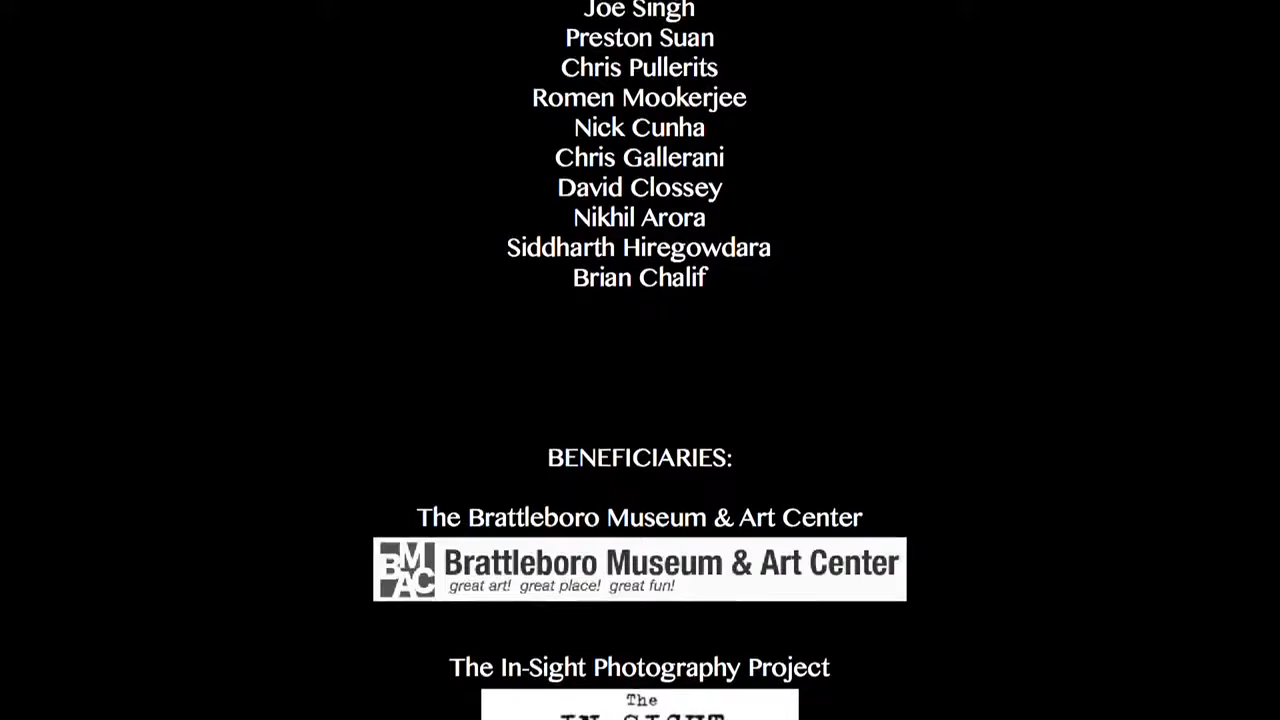 Joe Singh
Preston Suan
Chris Pullerits
Romen Mookerjee
Nick Cunha
Chris Gallerani
David Clossey
Nikhil Arora
Siddharth Hiregowdara
Brian Chalif
BENEFICIARIES:
The Brattleboro Museum & Art Center
BMAC
Brattleboro Museum & Art Center
great art! great place! great fun!
The In-Sight Photography Project
The
IN-SIGHT